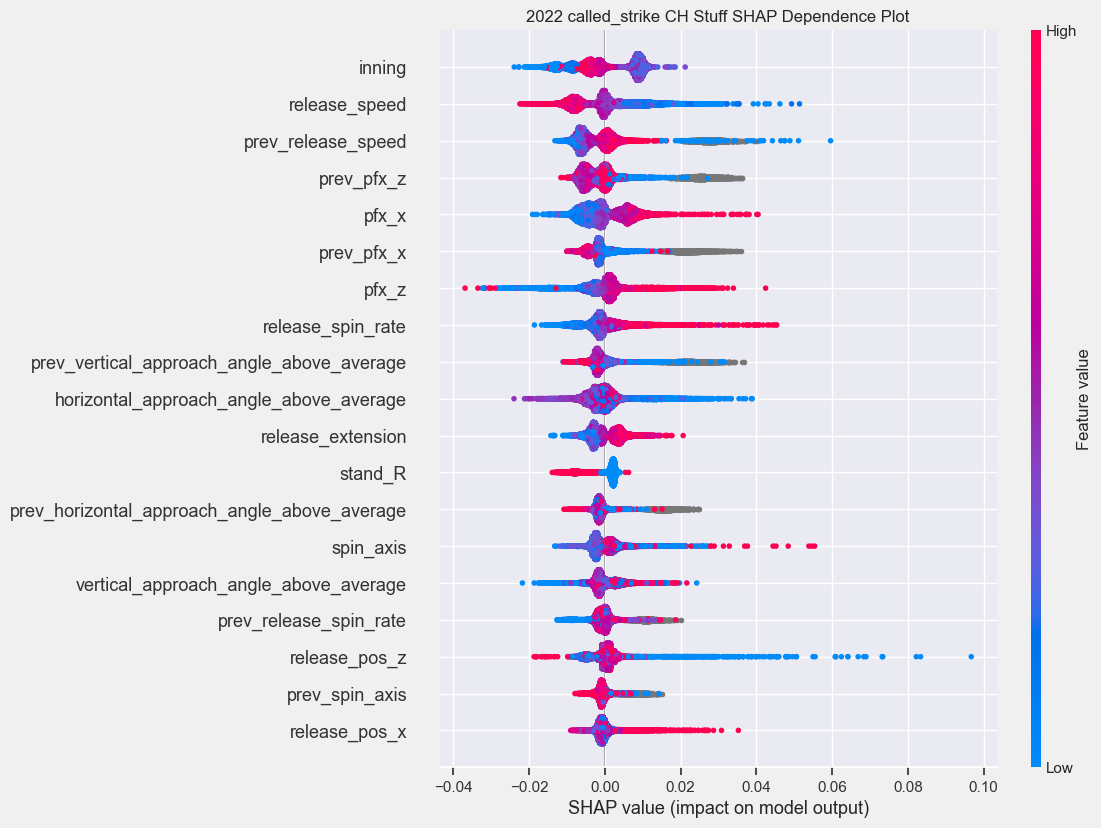 2022 called_strike CH Stuff SHAP Dependence Plot
High
inning
release_speed
prev_release_speed
prev_pfx_z
pfx_x
prev_pfx_x
pfx_z
release_spin_rate
prev_vertical_approach_angle_above_average
horizontal_approach_angle_above_average
release_extension
stand_R
prev_horizontal_approach_angle_above_average
spin_axis
vertical_approach_angle_above_average
prev_release_spin_rate
release_pos_z
prev_spin_axis
release_pos_x
Feature value
Low
−0.04 −0.02 0.00 0.02 0.04 0.06 0.08 0.10
SHAP value (impact on model output)